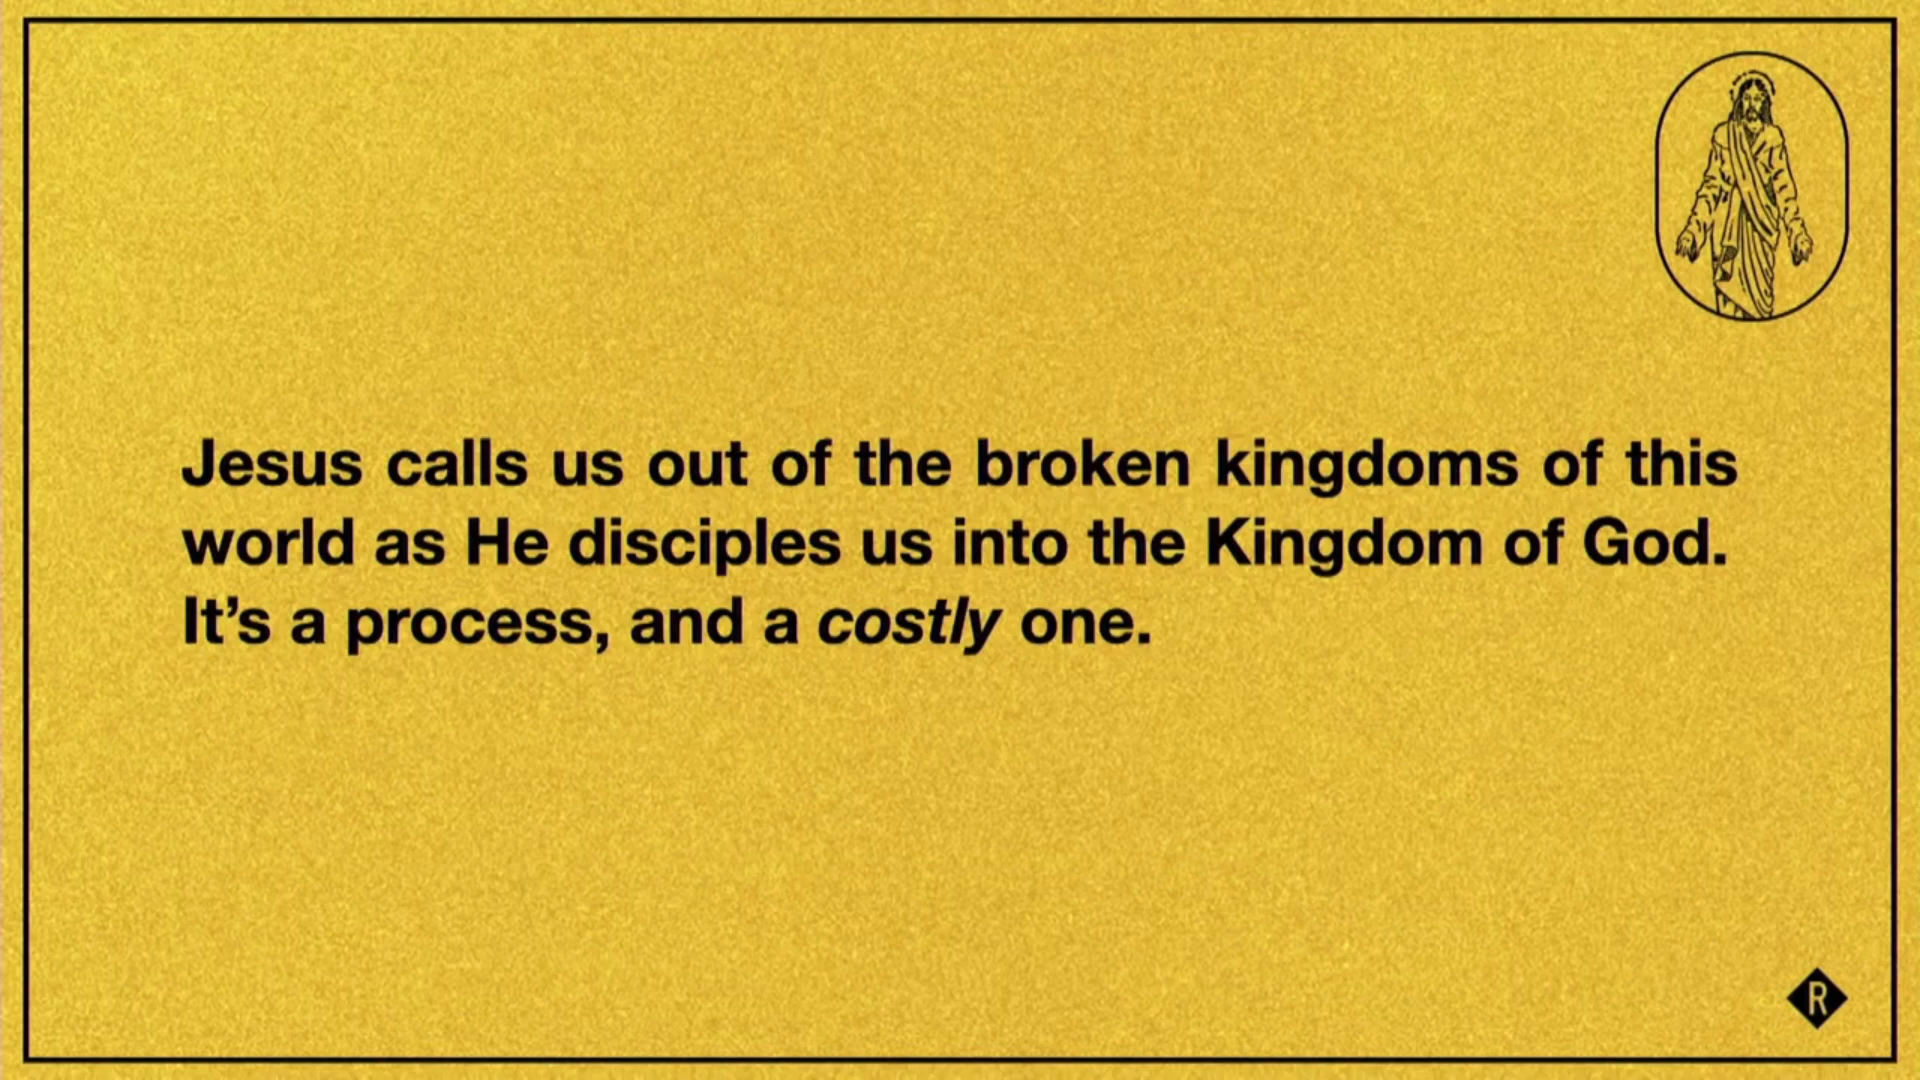 Jesus calls us out of the broken kingdoms of this
world as He disciples us into the Kingdom of God.
It’s a process, and a costly one.
R